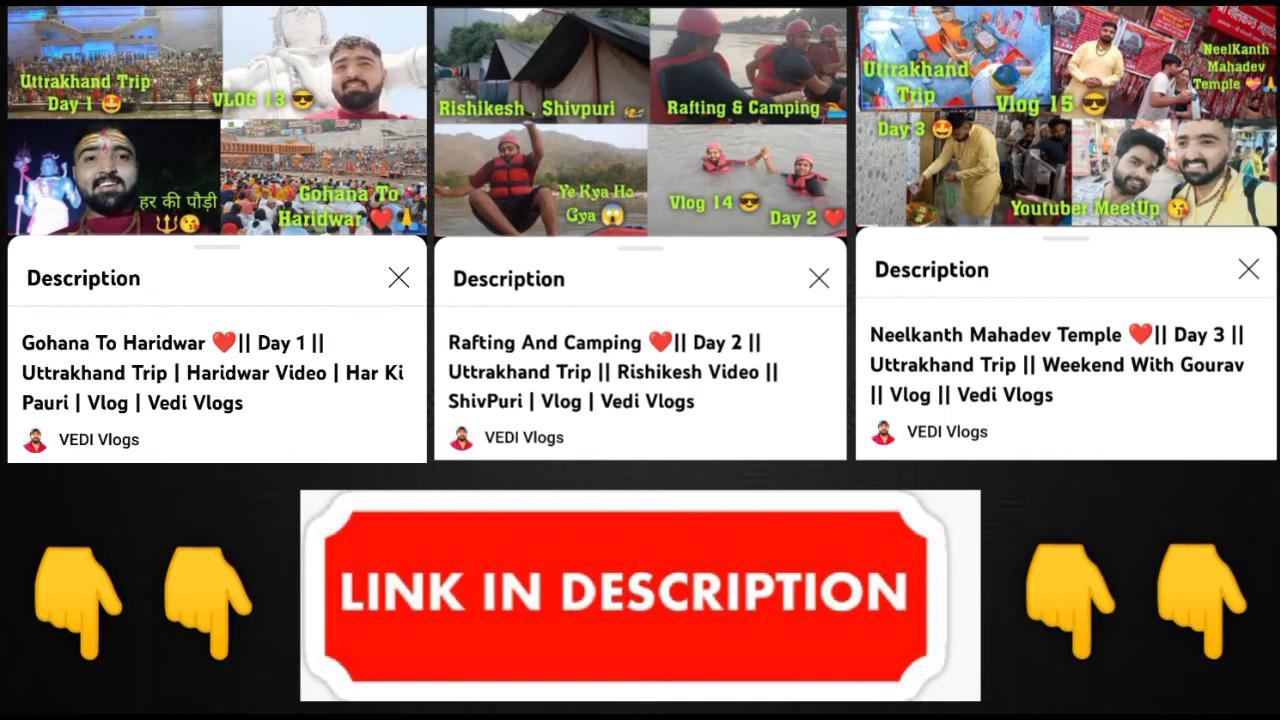 Uttrakhand Trip
Day 1 🤩
VLOG 13 😎
हर की पौड़ी
🔱😘
Gohana To
Haridwar ❤️🙏
Description
Gohana To Haridwar ❤️|| Day 1 ||
Uttrakhand Trip | Haridwar Video | Har Ki
Pauri | Vlog | Vedi Vlogs
VEDI Vlogs
Rishikesh , Shivpuri
Rafting & Camping
Ye Kya Ho
Gya 😱
Vlog 14 😎
Day 2 ❤️
Description
Rafting And Camping ❤️|| Day 2 ||
Uttrakhand Trip || Rishikesh Video ||
ShivPuri | Vlog | Vedi Vlogs
VEDI Vlogs
Uttrakhand
Trip
Vlog 15 😎
NeelKanth
Mahadev
Temple 💝🙏
Day 3 🤩
Youtuber MeetUp 😘
Description
Neelkanth Mahadev Temple ❤️|| Day 3 ||
Uttrakhand Trip || Weekend With Gourav
|| Vlog || Vedi Vlogs
VEDI Vlogs
LINK IN DESCRIPTION